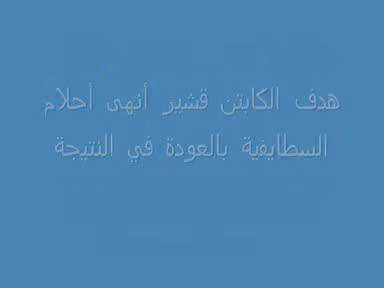 هدف الكابتن قشير أنهى أحلام
السطايفية بالعودة في النتيجة